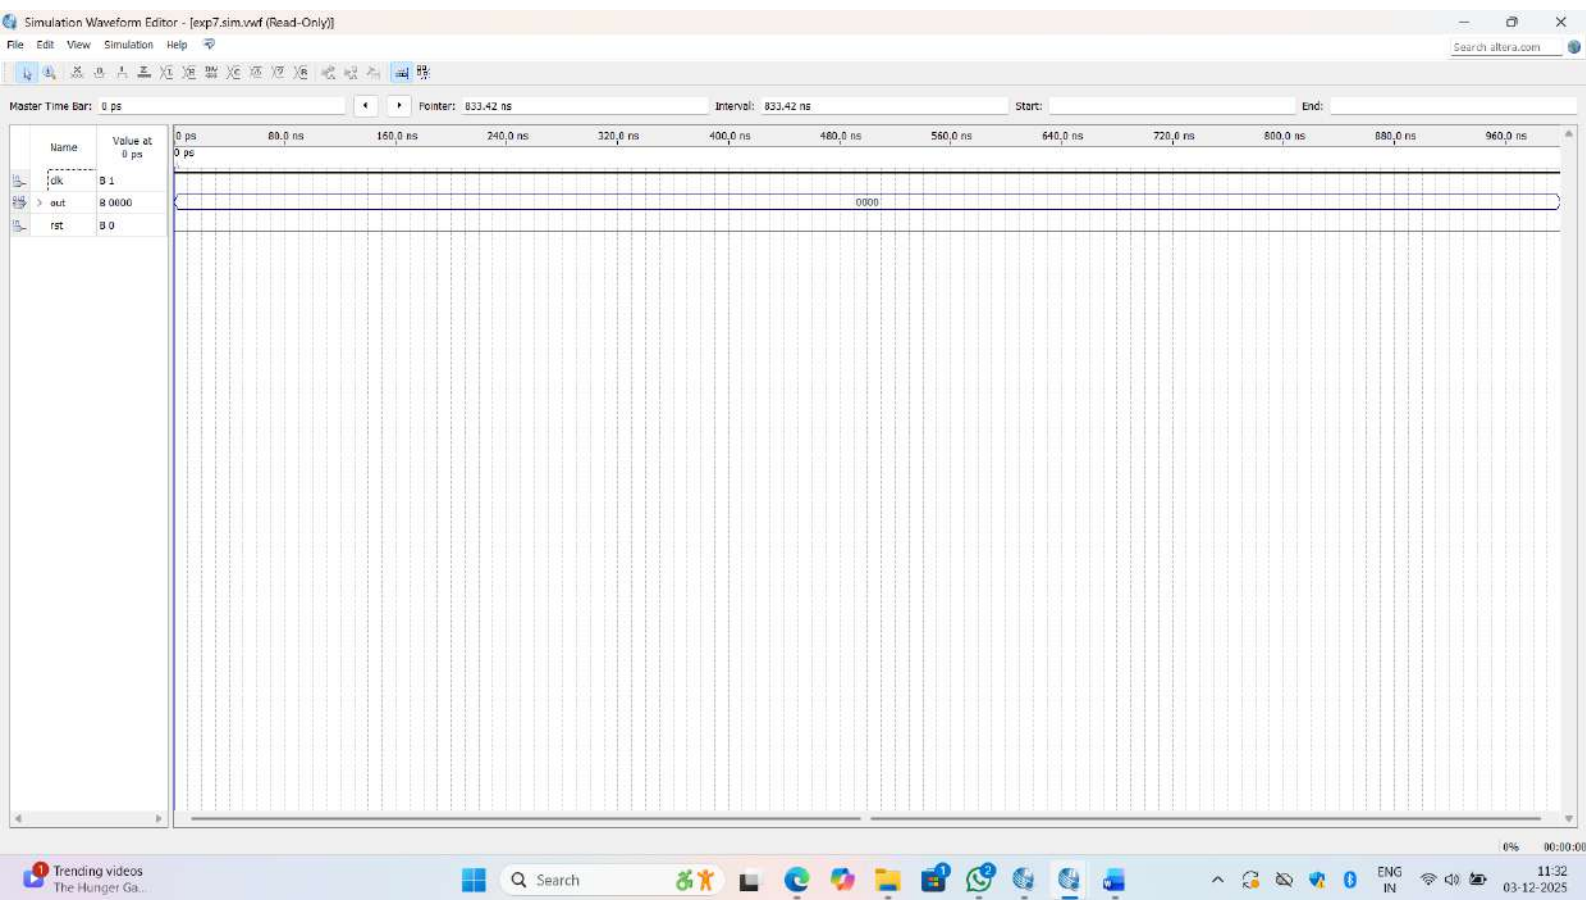 Simulation Waveform Editor - [exp7.sim.vwf (Read-Only)]
File Edit View Simulation Help
Search altera.com
Master Time Bar: 0 ps Pointer: 833.42 ns Interval: 833.42 ns Start: End:
Name Value at 0 ps
0 ps 80.0 ns 160.0 ns 240.0 ns 320.0 ns 400.0 ns 480.0 ns 560.0 ns 640.0 ns 720.0 ns 800.0 ns 880.0 ns 960.0 ns
0 ps
clk B 1
> out B 0000 0000
rst B 0
0% 00:00:00
1 Trending videos
The Hunger Ga...
Search
1
2
ENG
IN
11:32
03-12-2025